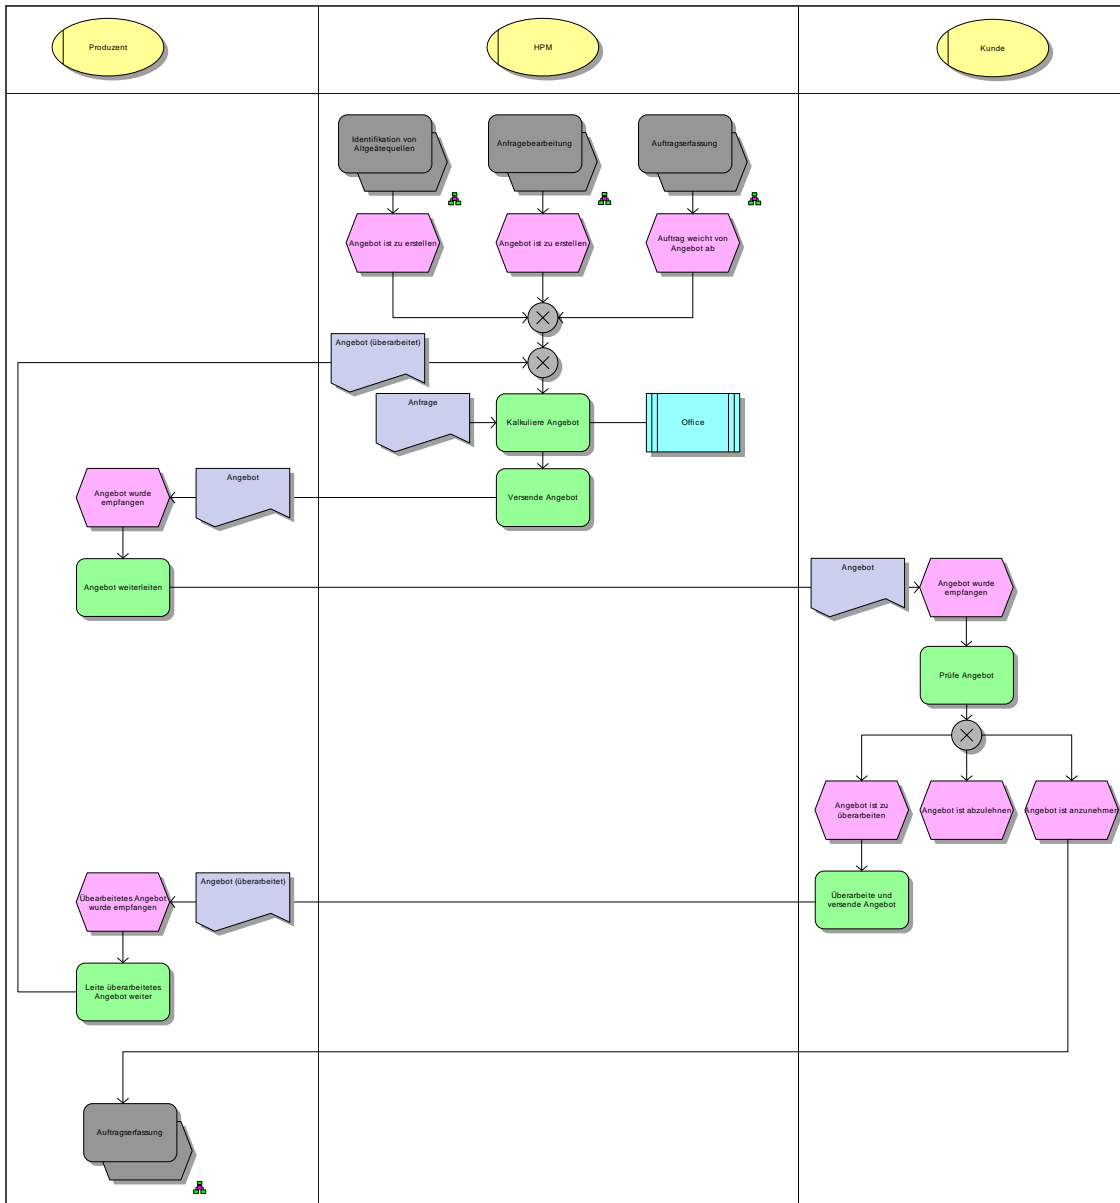 Produzent
HPM
Kunde
Identifikation von
Altgeätequellen
Anfragebearbeitung
Auftragserfassung
Angebot ist zu erstellen
Angebot ist zu erstellen
Auftrag weicht von
Angebot ab
Angebot (überarbeitet)
Anfrage
Kalkuliere Angebot
Office
Angebot wurde
empfangen
Angebot
Versende Angebot
Angebot weiterleiten
Angebot
Angebot wurde
empfangen
Prüfe Angebot
Angebot ist zu
überarbeiten
Angebot ist abzulehnen
Angebot ist anzunehmen
Übearbeitetes Angebot
wurde empfangen
Angebot (überarbeitet)
Überarbeite und
versende Angebot
Leite überarbeitetes
Angebot weiter
Auftragserfassung